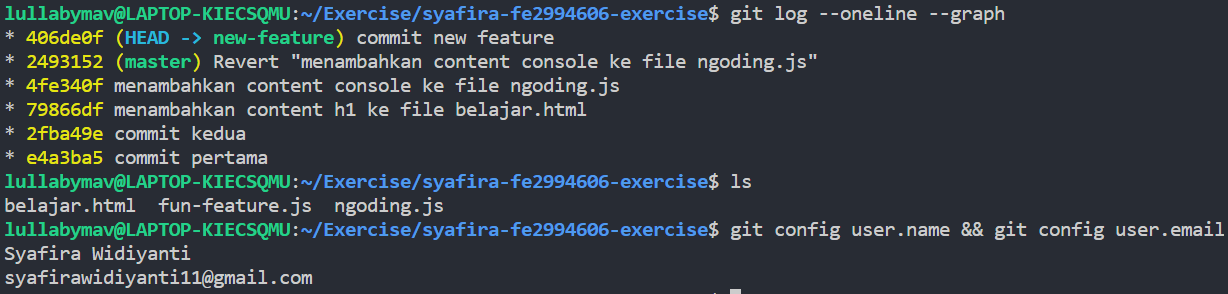 lullabymav@LAPTOP-KIECSQMU:~/Exercise/syafira-fe2994606-exercise$ git log --oneline --graph
* 406de0f (HEAD -> new-feature) commit new feature
* 2493152 (master) Revert "menambahkan content console ke file ngoding.js"
* 4fe340f menambahkan content console ke file ngoding.js
* 79866df menambahkan content h1 ke file belajar.html
* 2fba49e commit kedua
* e4a3ba5 commit pertama
lullabymav@LAPTOP-KIECSQMU:~/Exercise/syafira-fe2994606-exercise$ ls
belajar.html  fun-feature.js  ngoding.js
lullabymav@LAPTOP-KIECSQMU:~/Exercise/syafira-fe2994606-exercise$ git config user.name && git config user.email
Syafira Widiyanti
syafirawidiyanti11@gmail.com